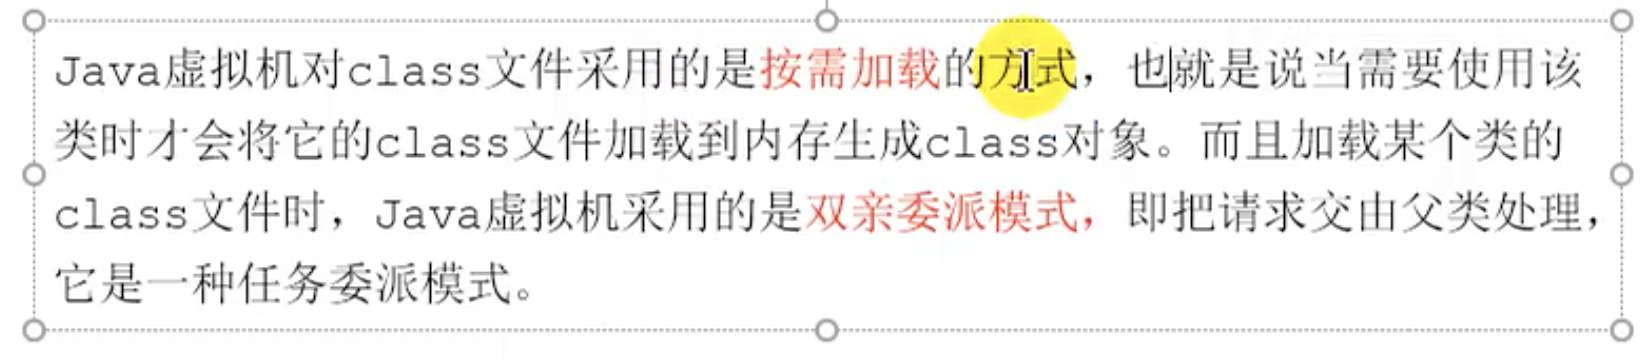 Java虚拟机对class文件采用的是按需加载的方式，也就是说当需要使用该
类时才会将它的class文件加载到内存生成class对象。而且加载某个类的
class文件时，Java虚拟机采用的是双亲委派模式，即把请求交由父类处理，
它是一种任务委派模式。